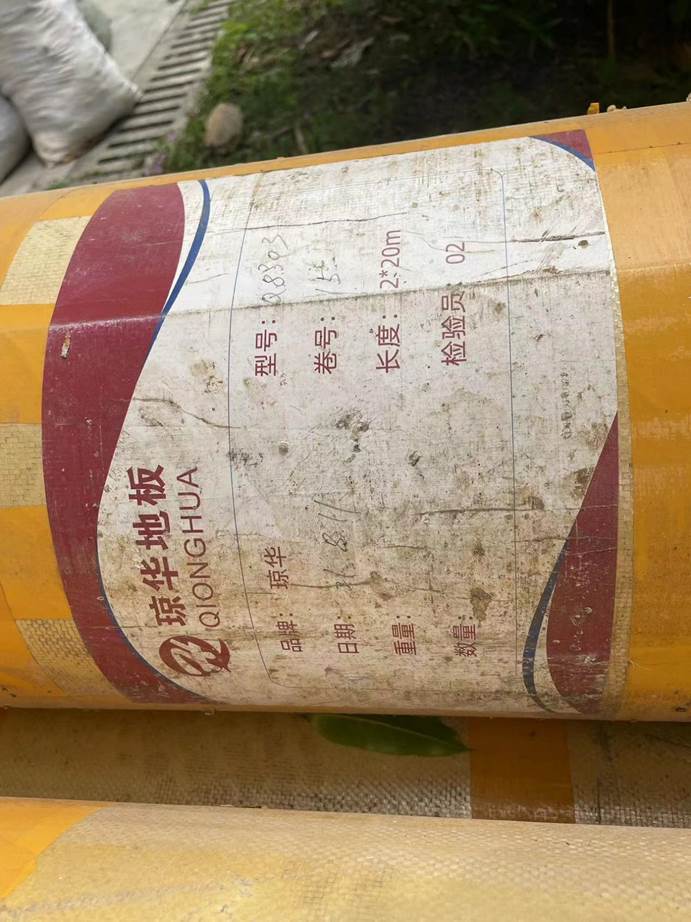 琼华地板
QIONGHUA
品牌: 琼华
型号: Q8303
日期:
卷号:
重量:
长度: 2*20m
数量:
检验员: 02